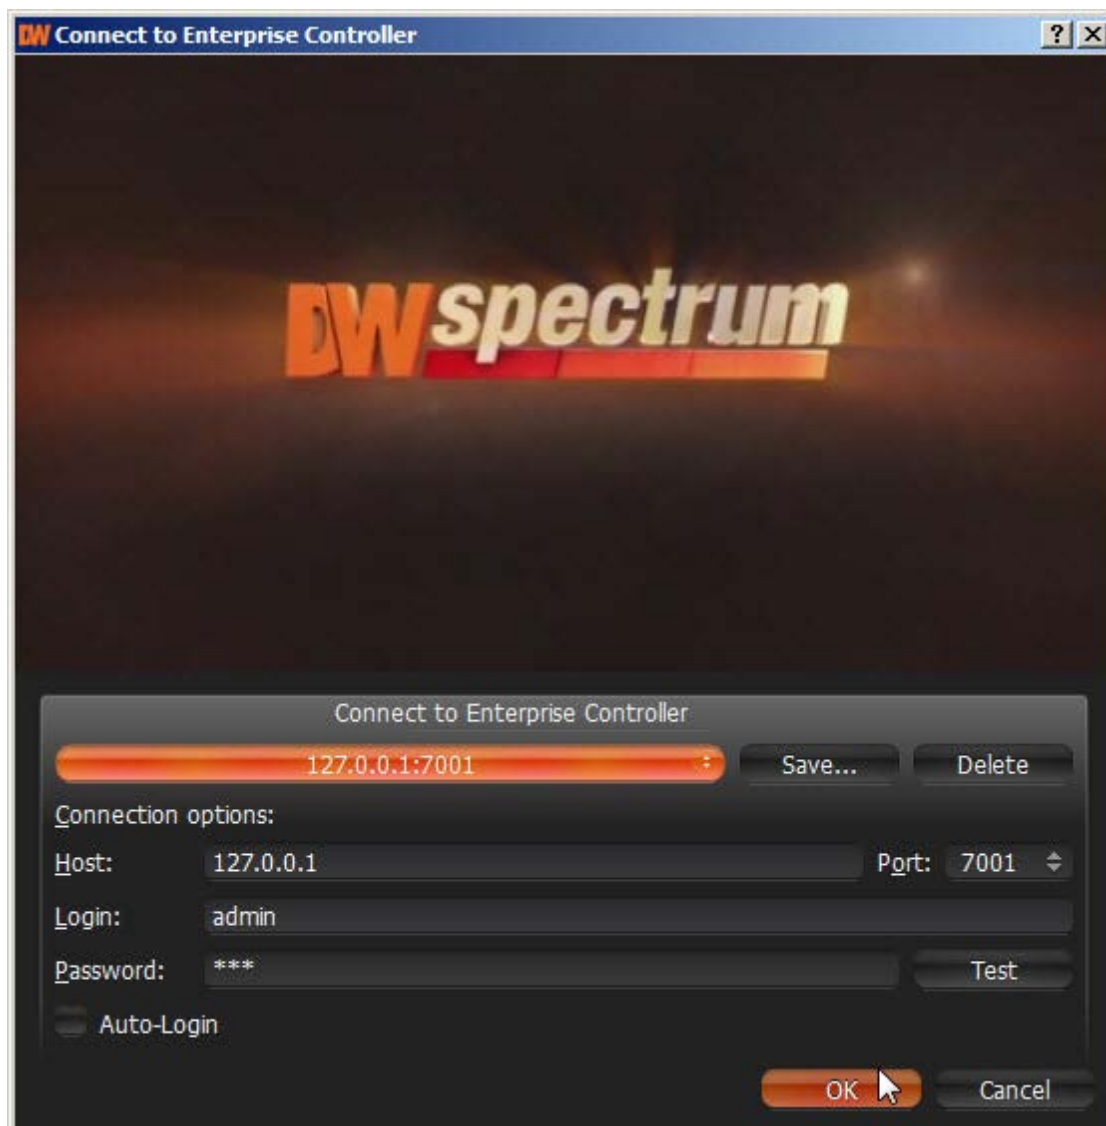 DW Connect to Enterprise Controller ? X
DW spectrum
Connect to Enterprise Controller
127.0.0.1:7001 Save... Delete
Connection options:
Host: 127.0.0.1 Port: 7001
Login: admin
Password: *** Test
Auto-Login
OK Cancel